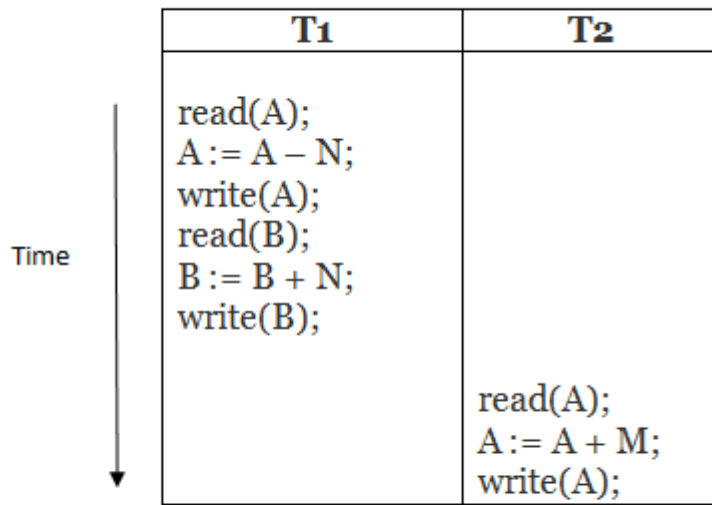 T1 T2
read(A);
A := A – N;
write(A);
read(B);
Time
B := B + N;
write(B);
read(A);
A := A + M;
write(A);